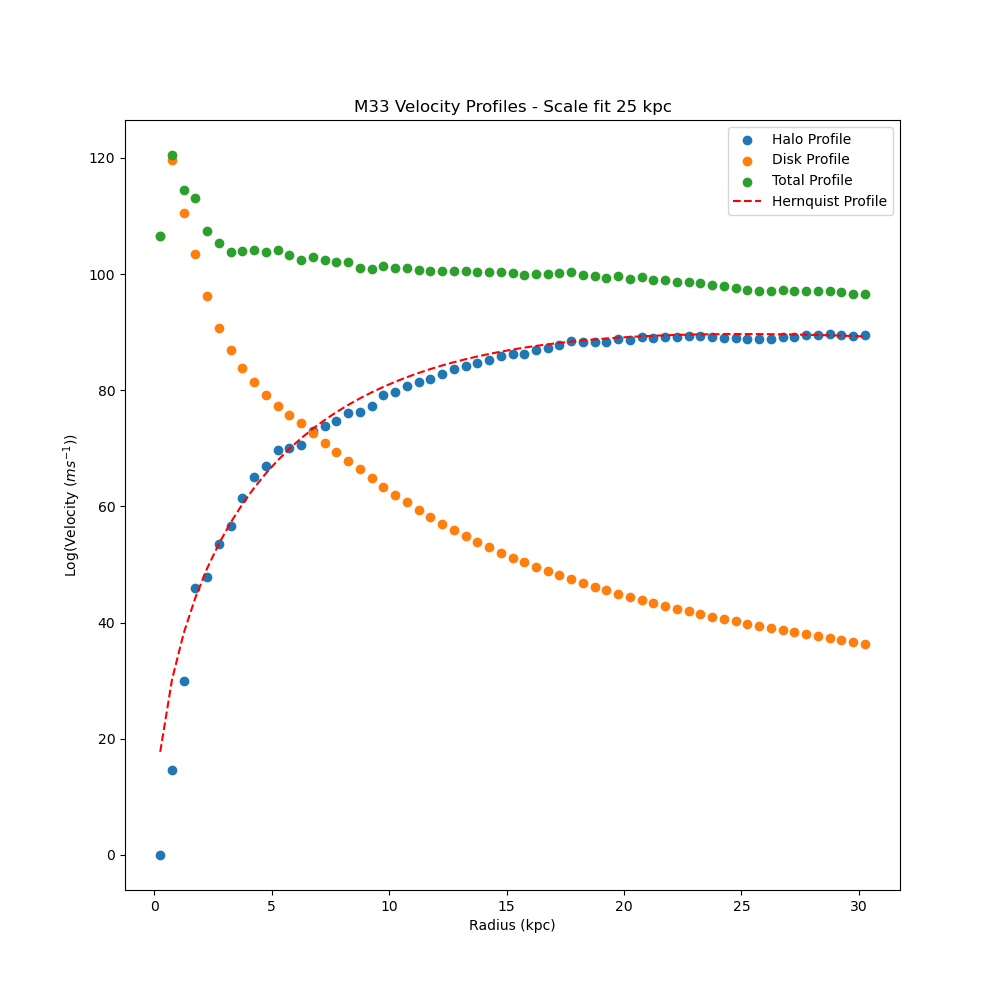 M33 Velocity Profiles - Scale fit 25 kpc
Halo Profile
Disk Profile
Total Profile
Hernquist Profile
120
100
80
60
40
20
0
Log(Velocity (ms⁻¹))
0 5 10 15 20 25 30
Radius (kpc)